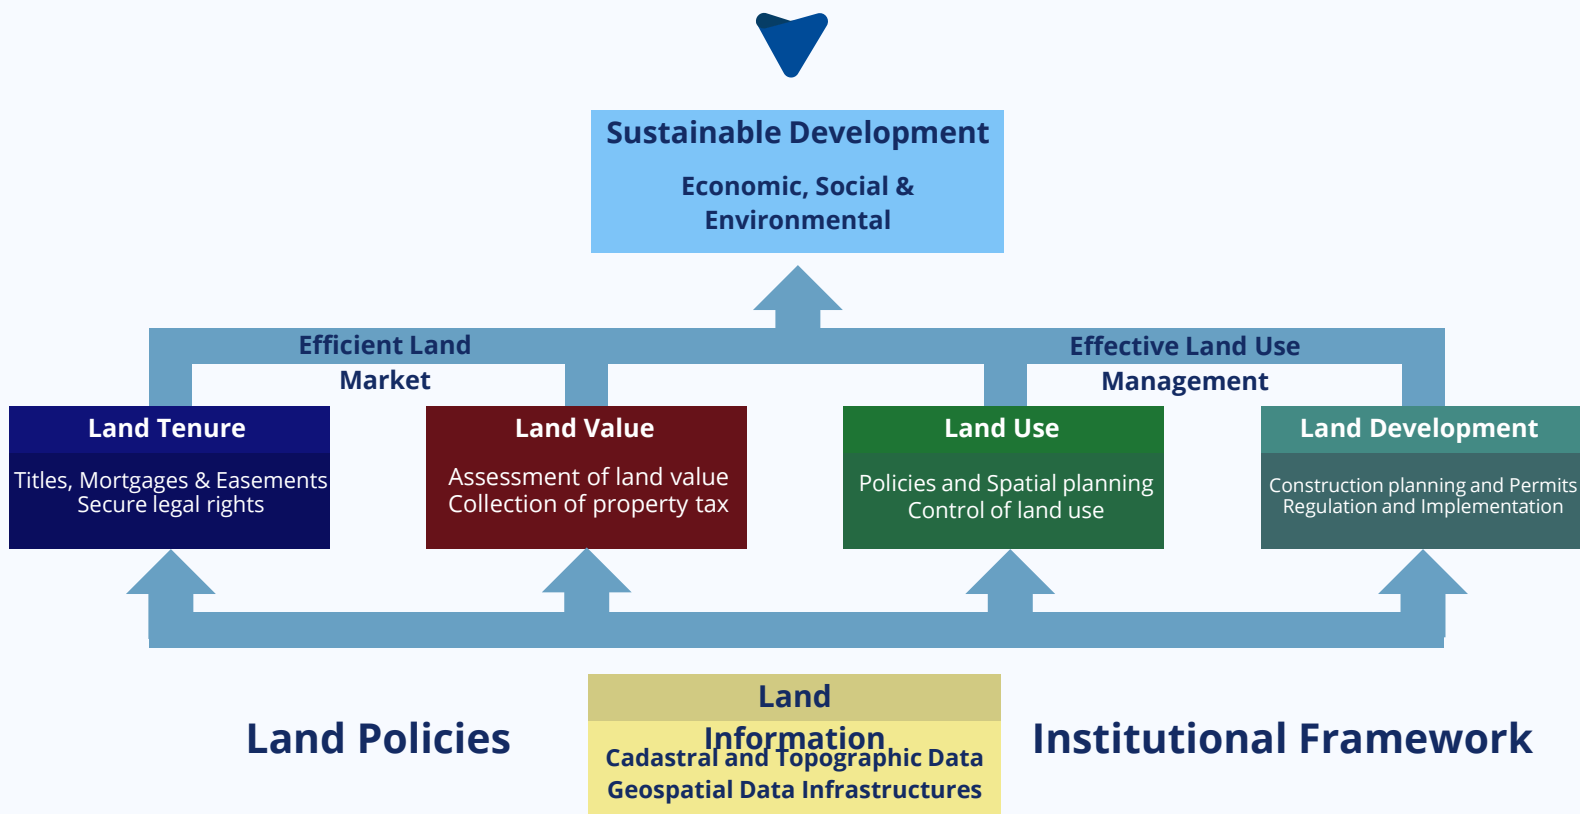 Sustainable Development
Economic, Social &
Environmental
Efficient Land
Market
Effective Land Use
Management
Land Tenure
Titles, Mortgages & Easements
Secure legal rights
Land Value
Assessment of land value
Collection of property tax
Land Use
Policies and Spatial planning
Control of land use
Land Development
Construction planning and Permits
Regulation and Implementation
Land Policies
Land
Information
Cadastral and Topographic Data
Geospatial Data Infrastructures
Institutional Framework